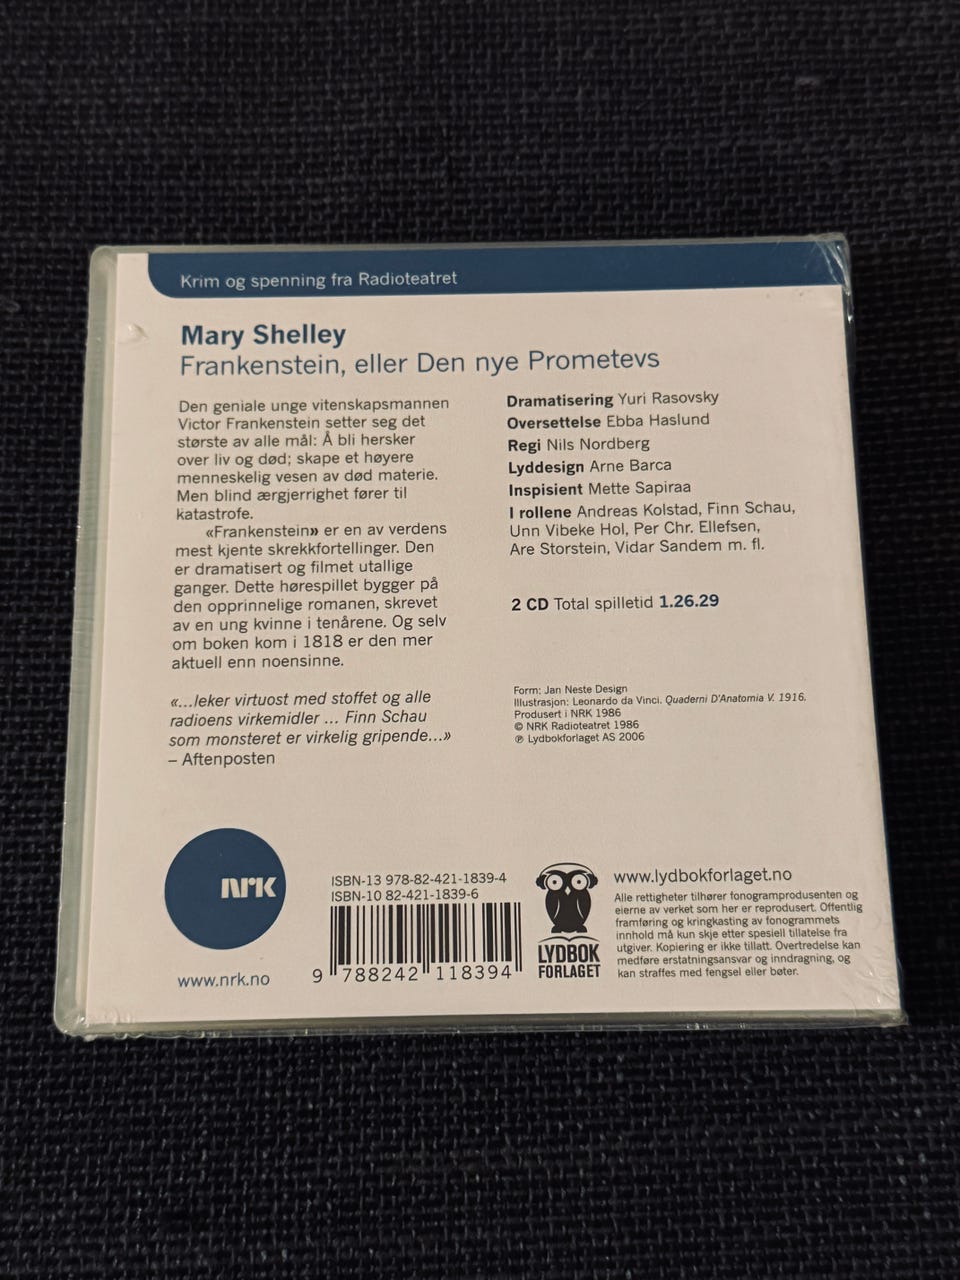 Krim og spenning fra Radioteatret
Mary Shelley
Frankenstein, eller Den nye Prometevs
Den geniale unge vitenskapsmannen
Victor Frankenstein setter seg det
største av alle mål: Å bli hersker
over liv og død; skape et høyere
menneskelig vesen av død materie.
Men blind ærgjerrighet fører til
katastrofe.
«Frankenstein» er en av verdens
mest kjente skrekkfortellinger. Den
er dramatisert og filmet utallige
ganger. Dette hørespillet bygger på
den opprinnelige romanen, skrevet
av en ung kvinne i tenårene. Og selv
om boken kom i 1818 er den mer
aktuell enn noensinne.
«...leker virtuost med stoffet og alle
radioens virkemidler ... Finn Schau
som monsteret er virkelig gripende...»
– Aftenposten
Dramatisering Yuri Rasovsky
Oversettelse Ebba Haslund
Regi Nils Nordberg
Lyddesign Arne Barca
Inspisient Mette Sapiraa
I rollene Andreas Kolstad, Finn Schau,
Unn Vibeke Hol, Per Chr. Ellefsen,
Are Storstein, Vidar Sandem m. fl.
2 CD Total spilletid 1.26.29
Form: Jan Neste Design
Illustrasjon: Leonardo da Vinci. Quaderni D'Anatomia V. 1916.
Produsert i NRK 1986
© NRK Radioteatret 1986
℗ Lydbokforlaget AS 2006
nrk
www.nrk.no
ISBN-13 978-82-421-1839-4
ISBN-10 82-421-1839-6
9 788242 118394
LYDBOK
FORLAGET
www.lydbokforlaget.no
Alle rettigheter tilhører fonogramprodusenten og
eierne av verket som her er reprodusert. Offentlig
framføring og kringkasting av fonogrammets
innhold må kun skje etter spesiell tillatelse fra
utgiver. Kopiering er ikke tillatt. Overtredelse kan
medføre erstatningsansvar og inndragning, og
kan straffes med fengsel eller bøter.